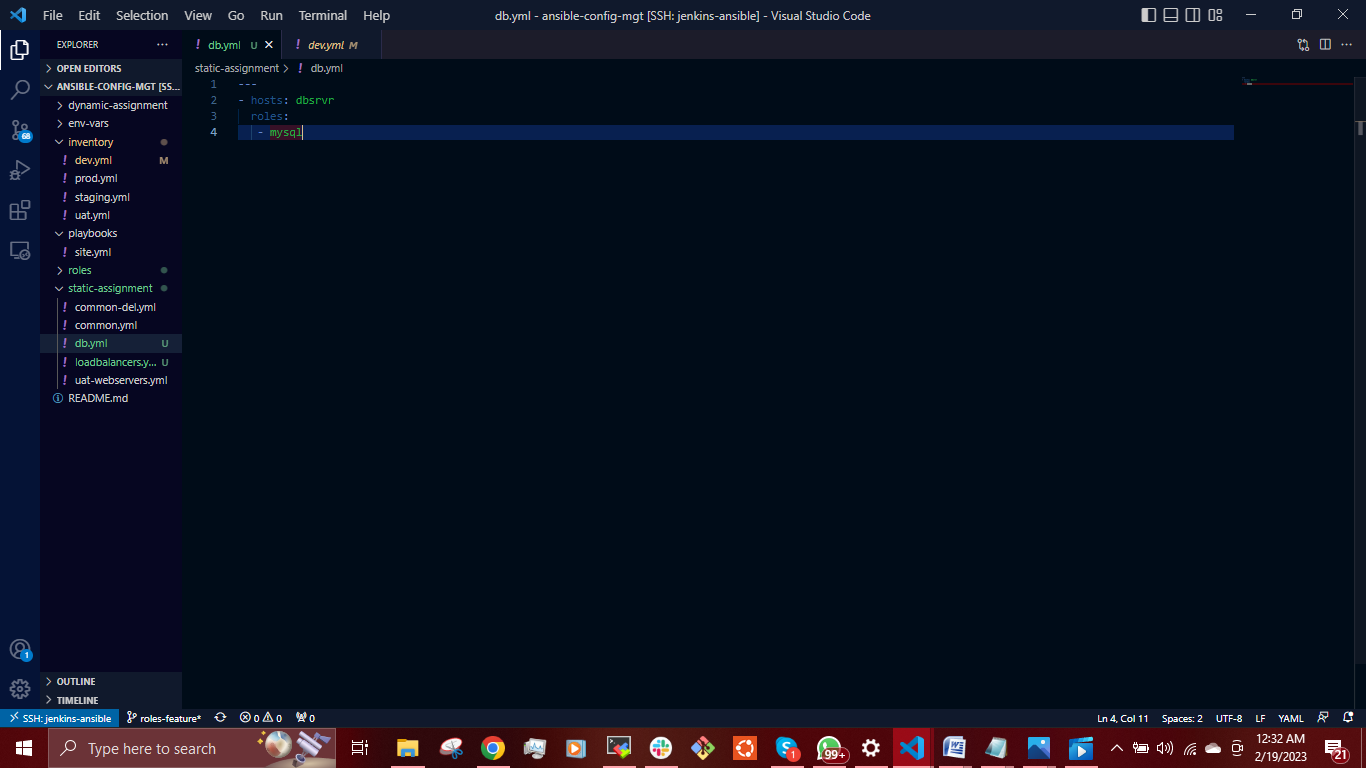 File Edit Selection View Go Run Terminal Help db.yml - ansible-config-mgt [SSH: jenkins-ansible] - Visual Studio Code
EXPLORER ···
OPEN EDITORS
ANSIBLE-CONFIG-MGT [SS...
dynamic-assignment
env-vars
inventory
! dev.yml M
! prod.yml
! staging.yml
! uat.yml
playbooks
! site.yml
roles
static-assignment
! common-del.yml
! common.yml
! db.yml U
! loadbalancers.y... U
! uat-webservers.yml
README.md
OUTLINE
TIMELINE
68
1
! db.yml U
! dev.yml M
static-assignment > ! db.yml
1 ---
2 - hosts: dbsrvr
3 roles:
4 - mysql
SSH: jenkins-ansible roles-feature* 0 0 0 Ln 4, Col 11 Spaces: 2 UTF-8 LF YAML
Type here to search
1
99+
12:32 AM
2/19/2023
21